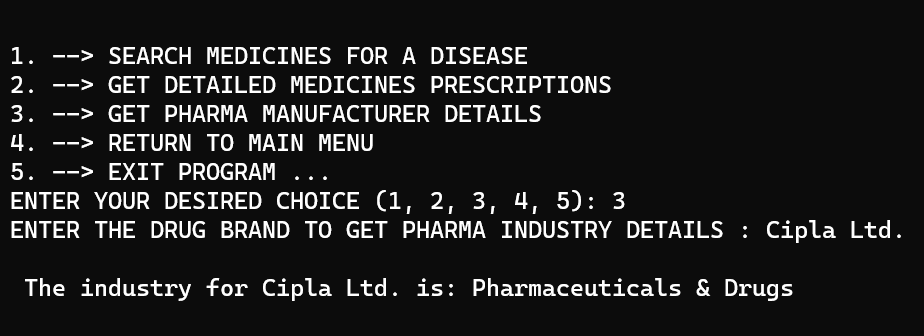 1. --> SEARCH MEDICINES FOR A DISEASE
2. --> GET DETAILED MEDICINES PRESCRIPTIONS
3. --> GET PHARMA MANUFACTURER DETAILS
4. --> RETURN TO MAIN MENU
5. --> EXIT PROGRAM ...
ENTER YOUR DESIRED CHOICE (1, 2, 3, 4, 5): 3
ENTER THE DRUG BRAND TO GET PHARMA INDUSTRY DETAILS : Cipla Ltd.
The industry for Cipla Ltd. is: Pharmaceuticals & Drugs